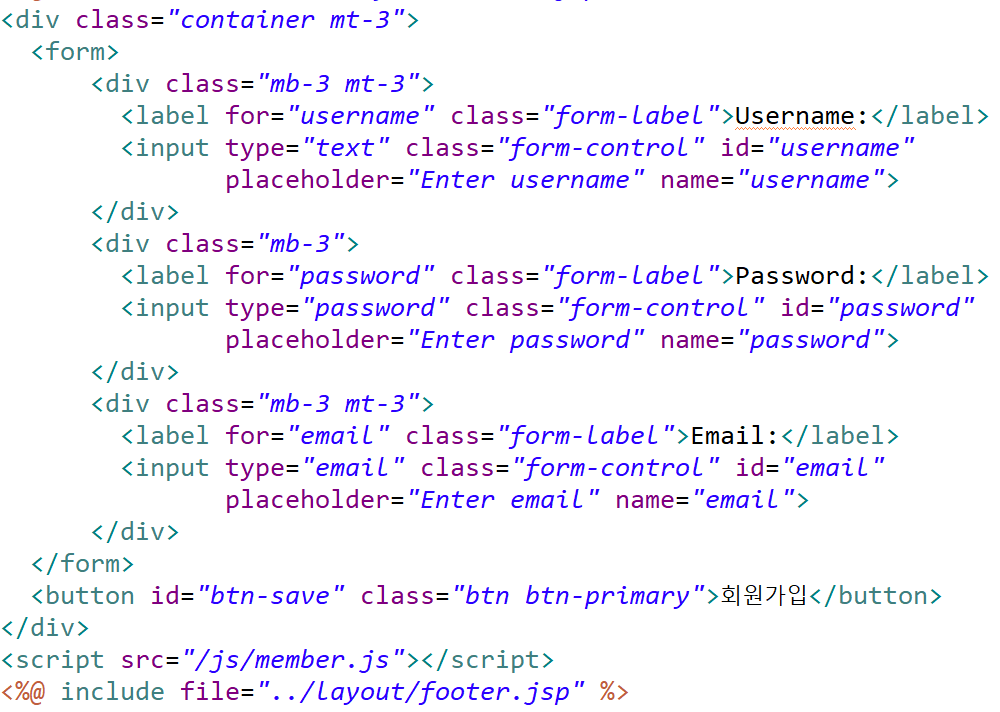 <div class="container mt-3">
  <form>
      <div class="mb-3 mt-3">
        <label for="username" class="form-label">Username:</label>
        <input type="text" class="form-control" id="username"
               placeholder="Enter username" name="username">
      </div>
      <div class="mb-3">
        <label for="password" class="form-label">Password:</label>
        <input type="password" class="form-control" id="password"
               placeholder="Enter password" name="password">
      </div>
      <div class="mb-3 mt-3">
        <label for="email" class="form-label">Email:</label>
        <input type="email" class="form-control" id="email"
               placeholder="Enter email" name="email">
      </div>
  </form>
  <button id="btn-save" class="btn btn-primary">회원가입</button>
</div>
<script src="/js/member.js"></script>
<%@ include file="../layout/footer.jsp" %>